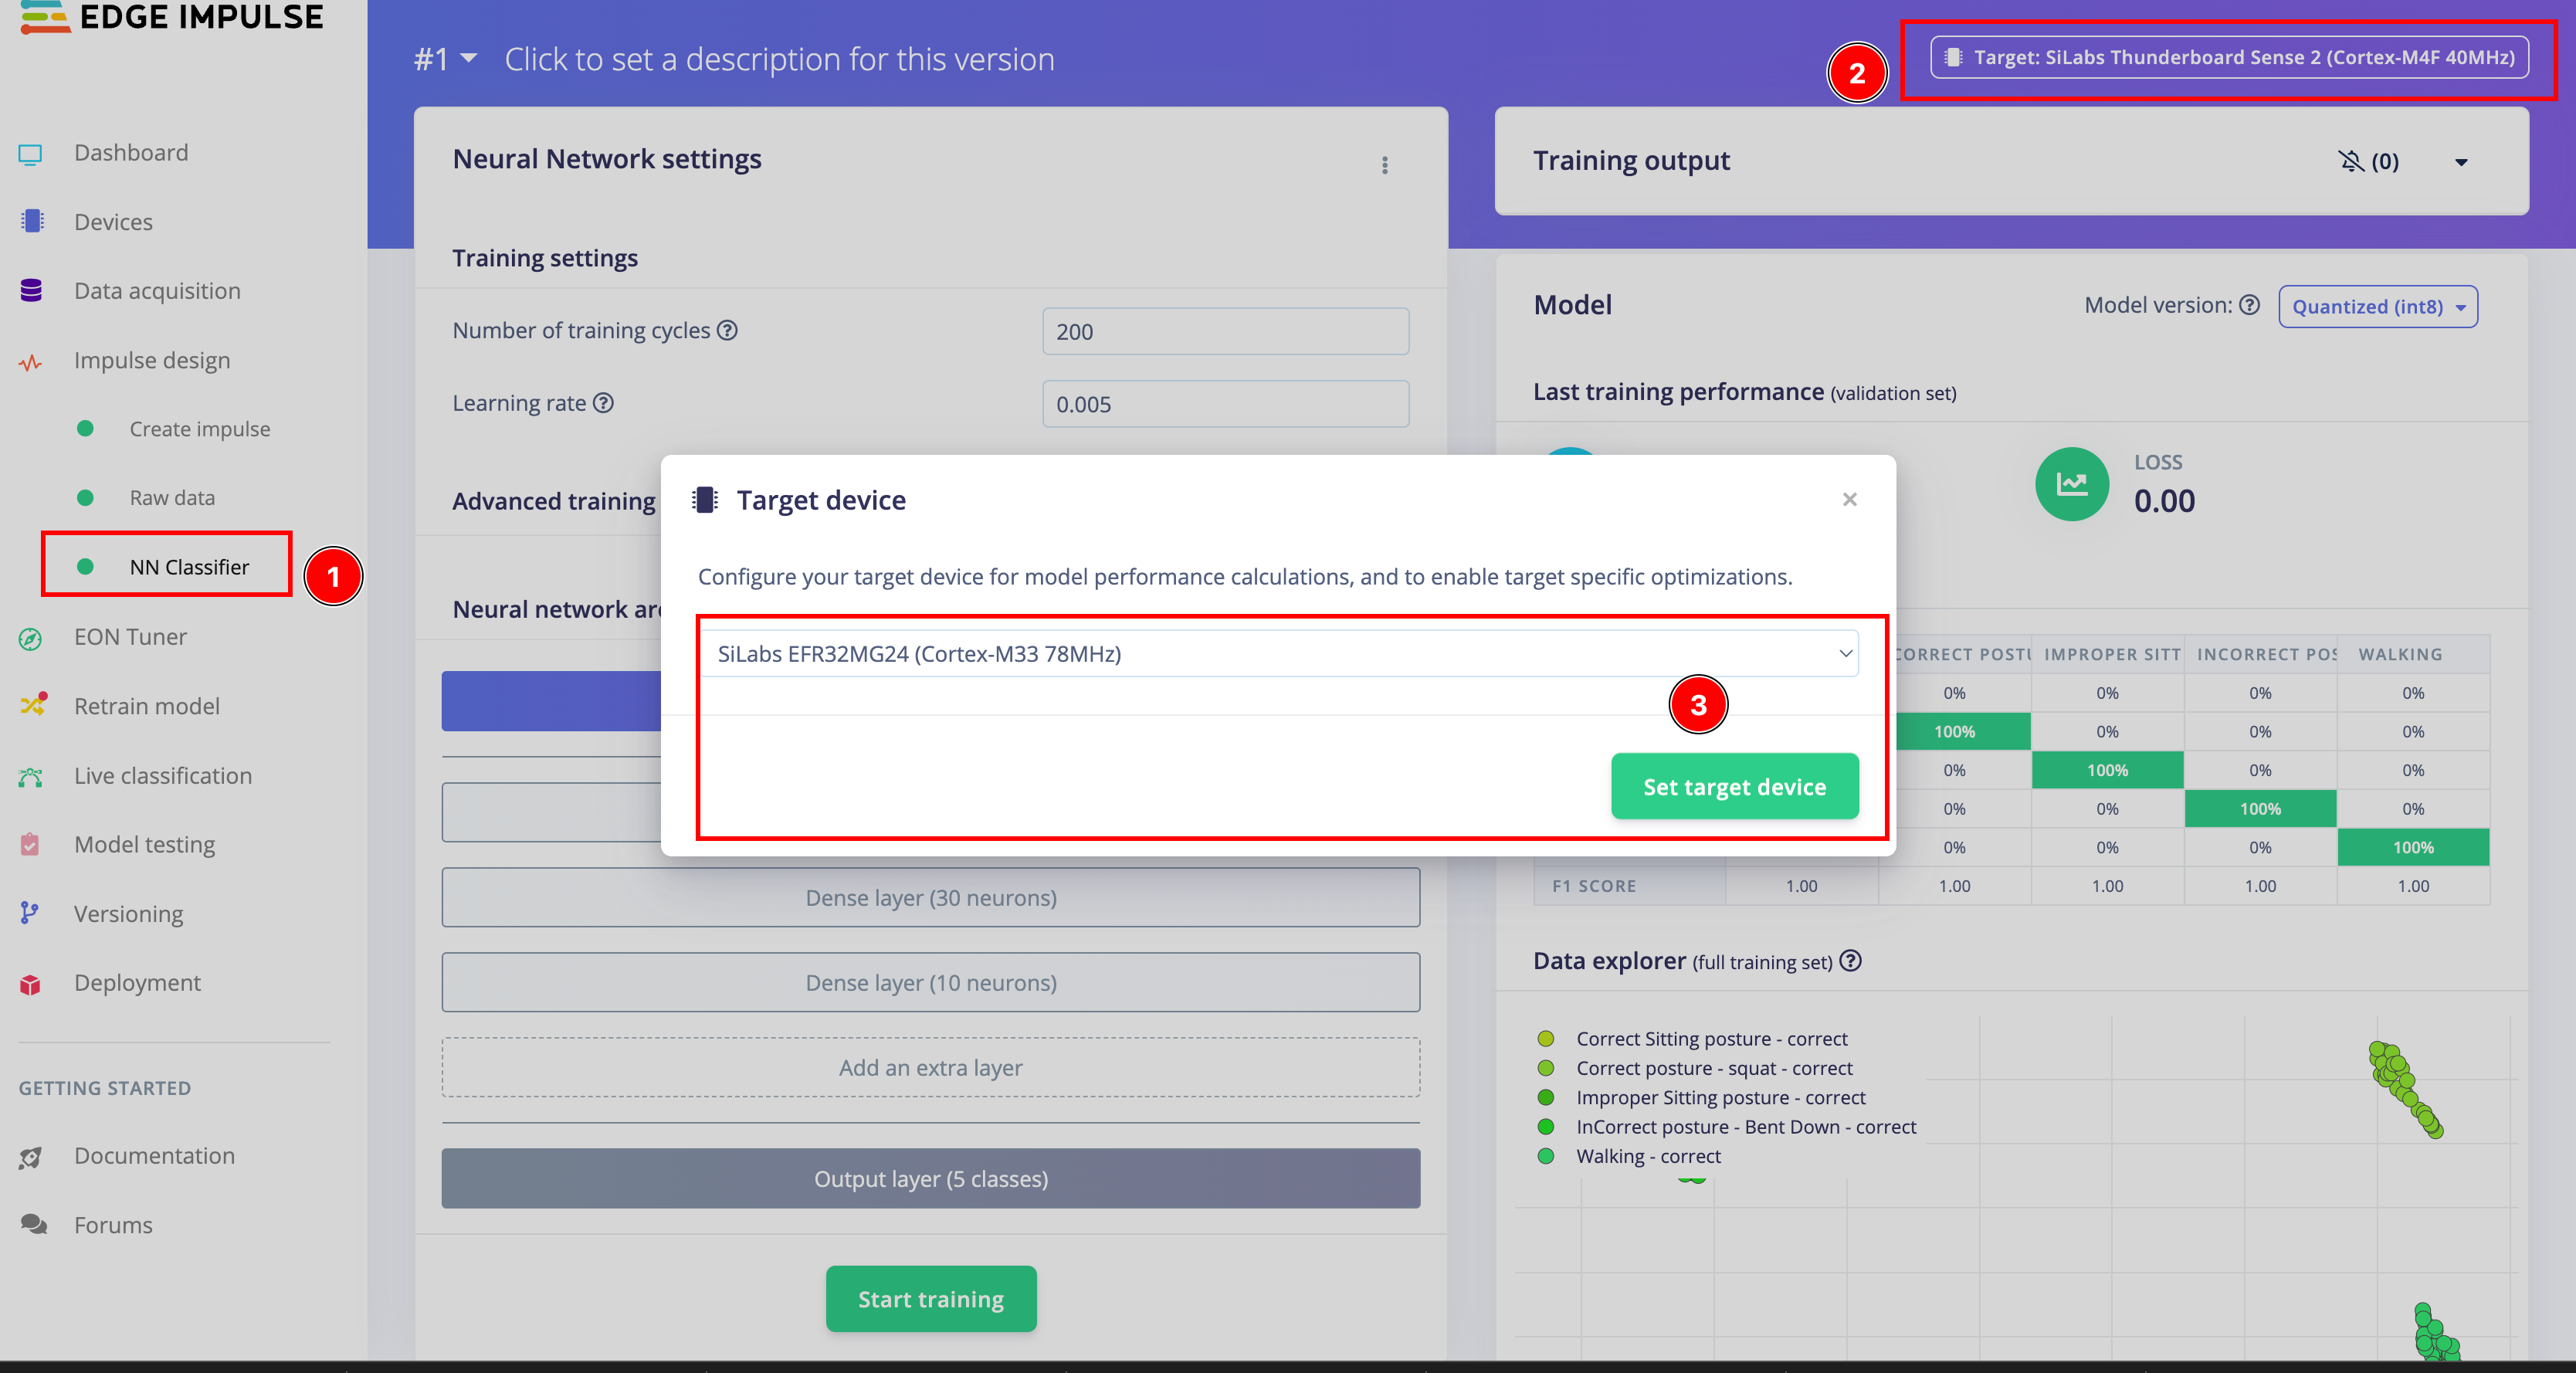 EDGE IMPULSE
Dashboard
Devices
Data acquisition
Impulse design
Create impulse
Raw data
NN Classifier
1
EON Tuner
Retrain model
Live classification
Model testing
Versioning
Deployment
GETTING STARTED
Documentation
Forums
#1
Click to set a description for this version
2
Target: SiLabs Thunderboard Sense 2 (Cortex-M4F 40MHz)
Neural Network settings
Training settings
Number of training cycles
200
Learning rate
0.005
Advanced training
Neural network
Dense layer (30 neurons)
Dense layer (10 neurons)
Add an extra layer
Output layer (5 classes)
Start training
Target device
×
Configure your target device for model performance calculations, and to enable target specific optimizations.
SiLabs EFR32MG24 (Cortex-M33 78MHz)
3
Set target device
Training output
(0)
Model
Model version:
Quantized (int8)
Last training performance (validation set)
LOSS
0.00
CORRECT POSTU IMPROPER SITT INCORRECT POS WALKING
0% 0% 0% 0%
100% 0% 0% 0%
0% 100% 0% 0%
0% 0% 100% 0%
0% 0% 0% 100%
F1 SCORE 1.00 1.00 1.00 1.00 1.00
Data explorer (full training set)
Correct Sitting posture - correct
Correct posture - squat - correct
Improper Sitting posture - correct
InCorrect posture - Bent Down - correct
Walking - correct